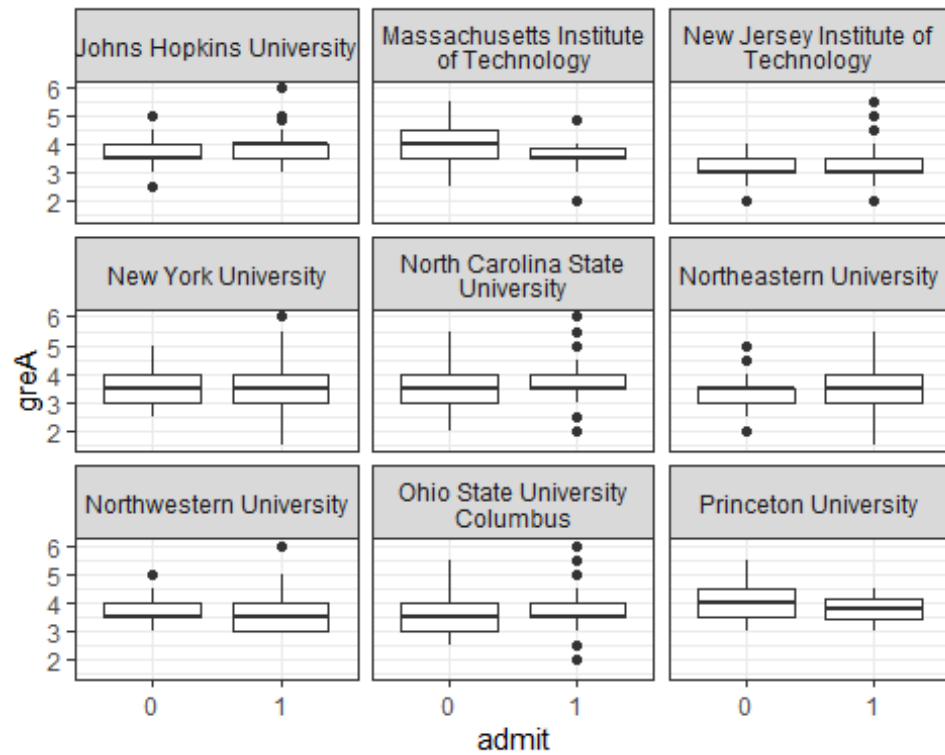 Johns Hopkins University
Massachusetts Institute
of Technology
New Jersey Institute of
Technology
6
5
4
3
2
New York University
North Carolina State
University
Northeastern University
6
5
4
3
2
greA
Northwestern University
Ohio State University
Columbus
Princeton University
6
5
4
3
2
0 1 0 1 0 1
admit